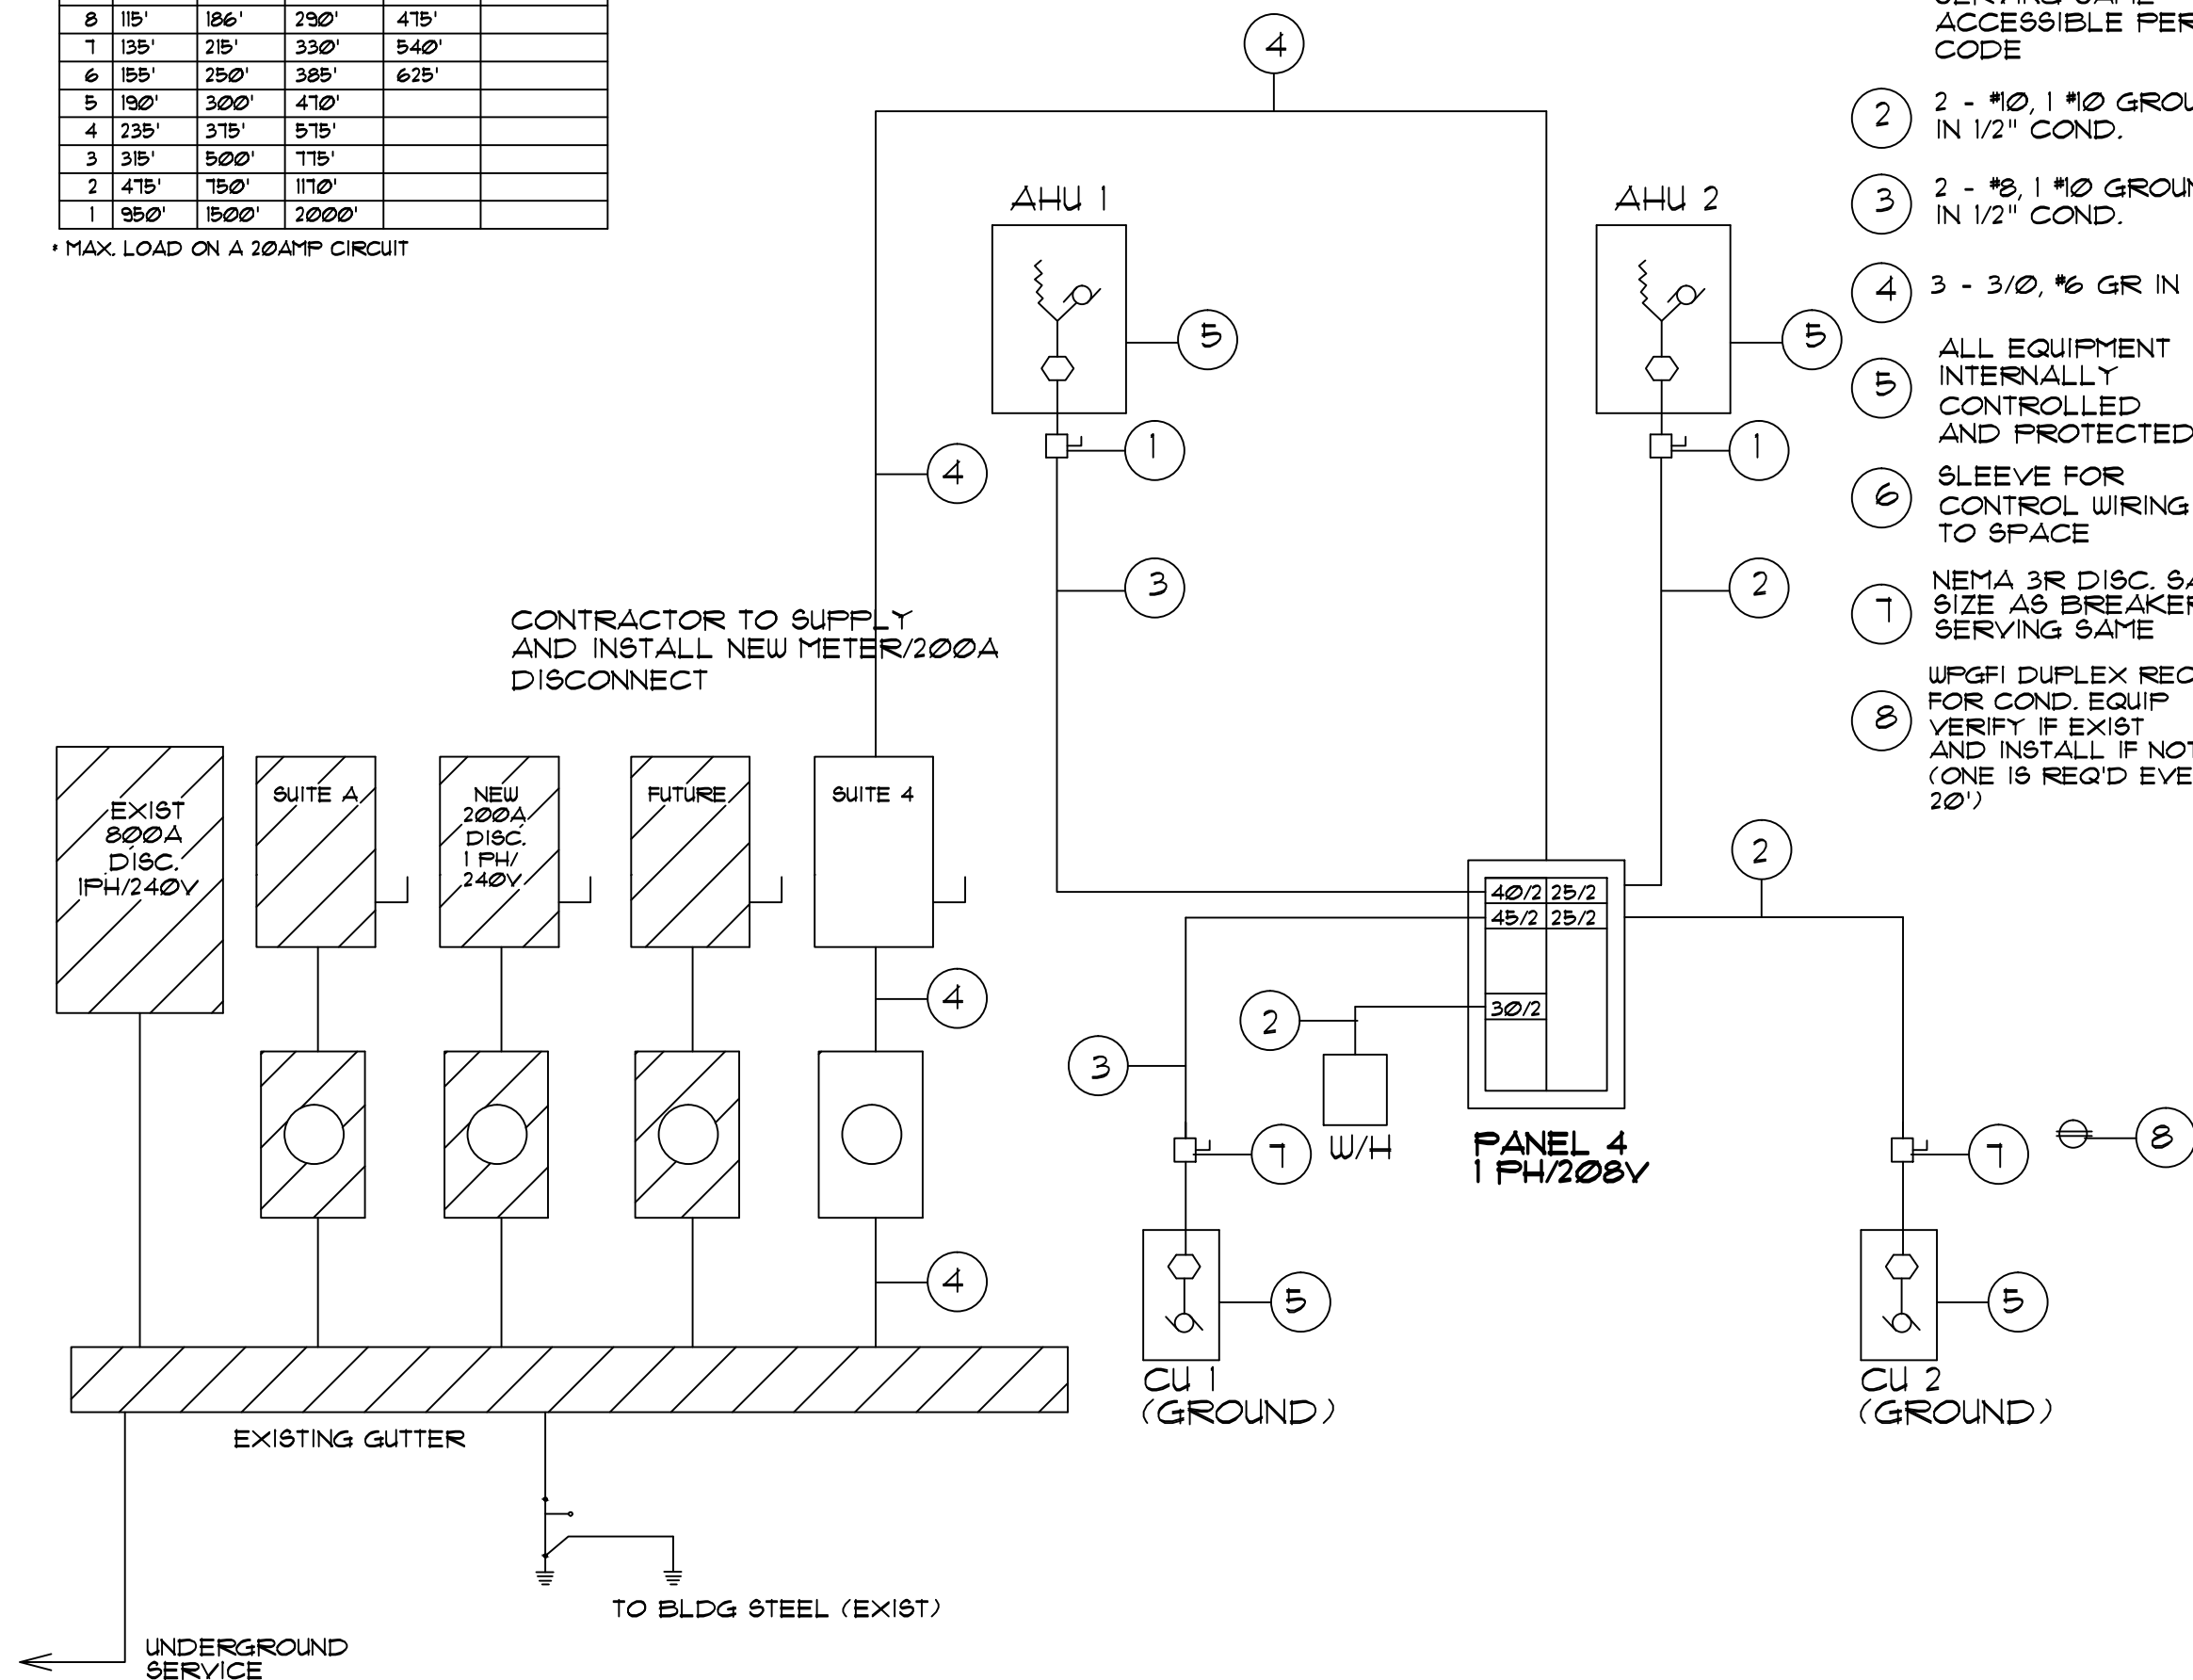 8 115' 186' 290' 475'
7 135' 215' 330' 540'
6 155' 250' 385' 625'
5 190' 300' 470'
4 235' 375' 575'
3 315' 500' 775'
2 475' 750' 1170'
1 950' 1500' 2000'
* MAX. LOAD ON A 20AMP CIRCUIT
4
AHU 1
AHU 2
5
5
1
1
4
3
2
CONTRACTOR TO SUPPLY
AND INSTALL NEW METER/200A
DISCONNECT
EXIST
800A
DISC.
1PH/240V
SUITE A
NEW
200A
DISC.
1 PH/
240V
FUTURE
SUITE 4
4
4
2
40/2 25/2
45/2 25/2
30/2
2
3
7
W/H
PANEL 4
1 PH/208V
7
8
5
5
CU 1
(GROUND)
CU 2
(GROUND)
EXISTING GUTTER
TO BLDG STEEL (EXIST)
UNDERGROUND
SERVICE
ACCESSIBLE PER
CODE
2 2 - #10, 1 #10
IN 1/2" COND.
3 2 - #8, 1 #10
IN 1/2" COND.
4 3 - 3/0, #6 GR IN
5 ALL EQUIPMENT
INTERNALLY
CONTROLLED
AND PROTECTED
6 SLEEVE FOR
CONTROL WIRING
TO SPACE
7 NEMA 3R DISC.
SIZE AS BREAKER
SERVING SAME
8 WPGFI DUPLEX
FOR COND. EQUIP
VERIFY IF EXIST
AND INSTALL IF NOT
(ONE IS REQ'D
20')